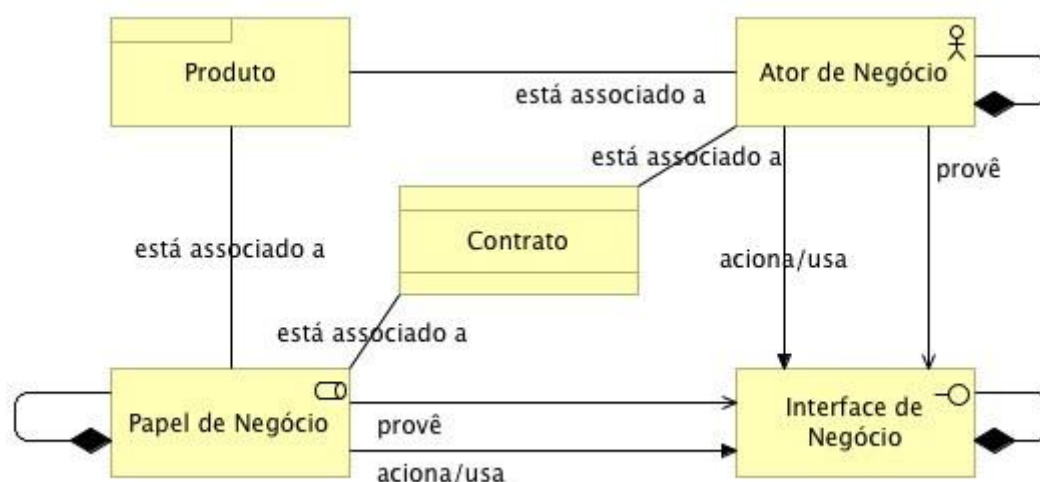 Produto
Ator de Negócio
está associado a
está associado a
provê
Contrato
está associado a
aciona/usa
está associado a
Papel de Negócio
provê
aciona/usa
Interface de
Negócio